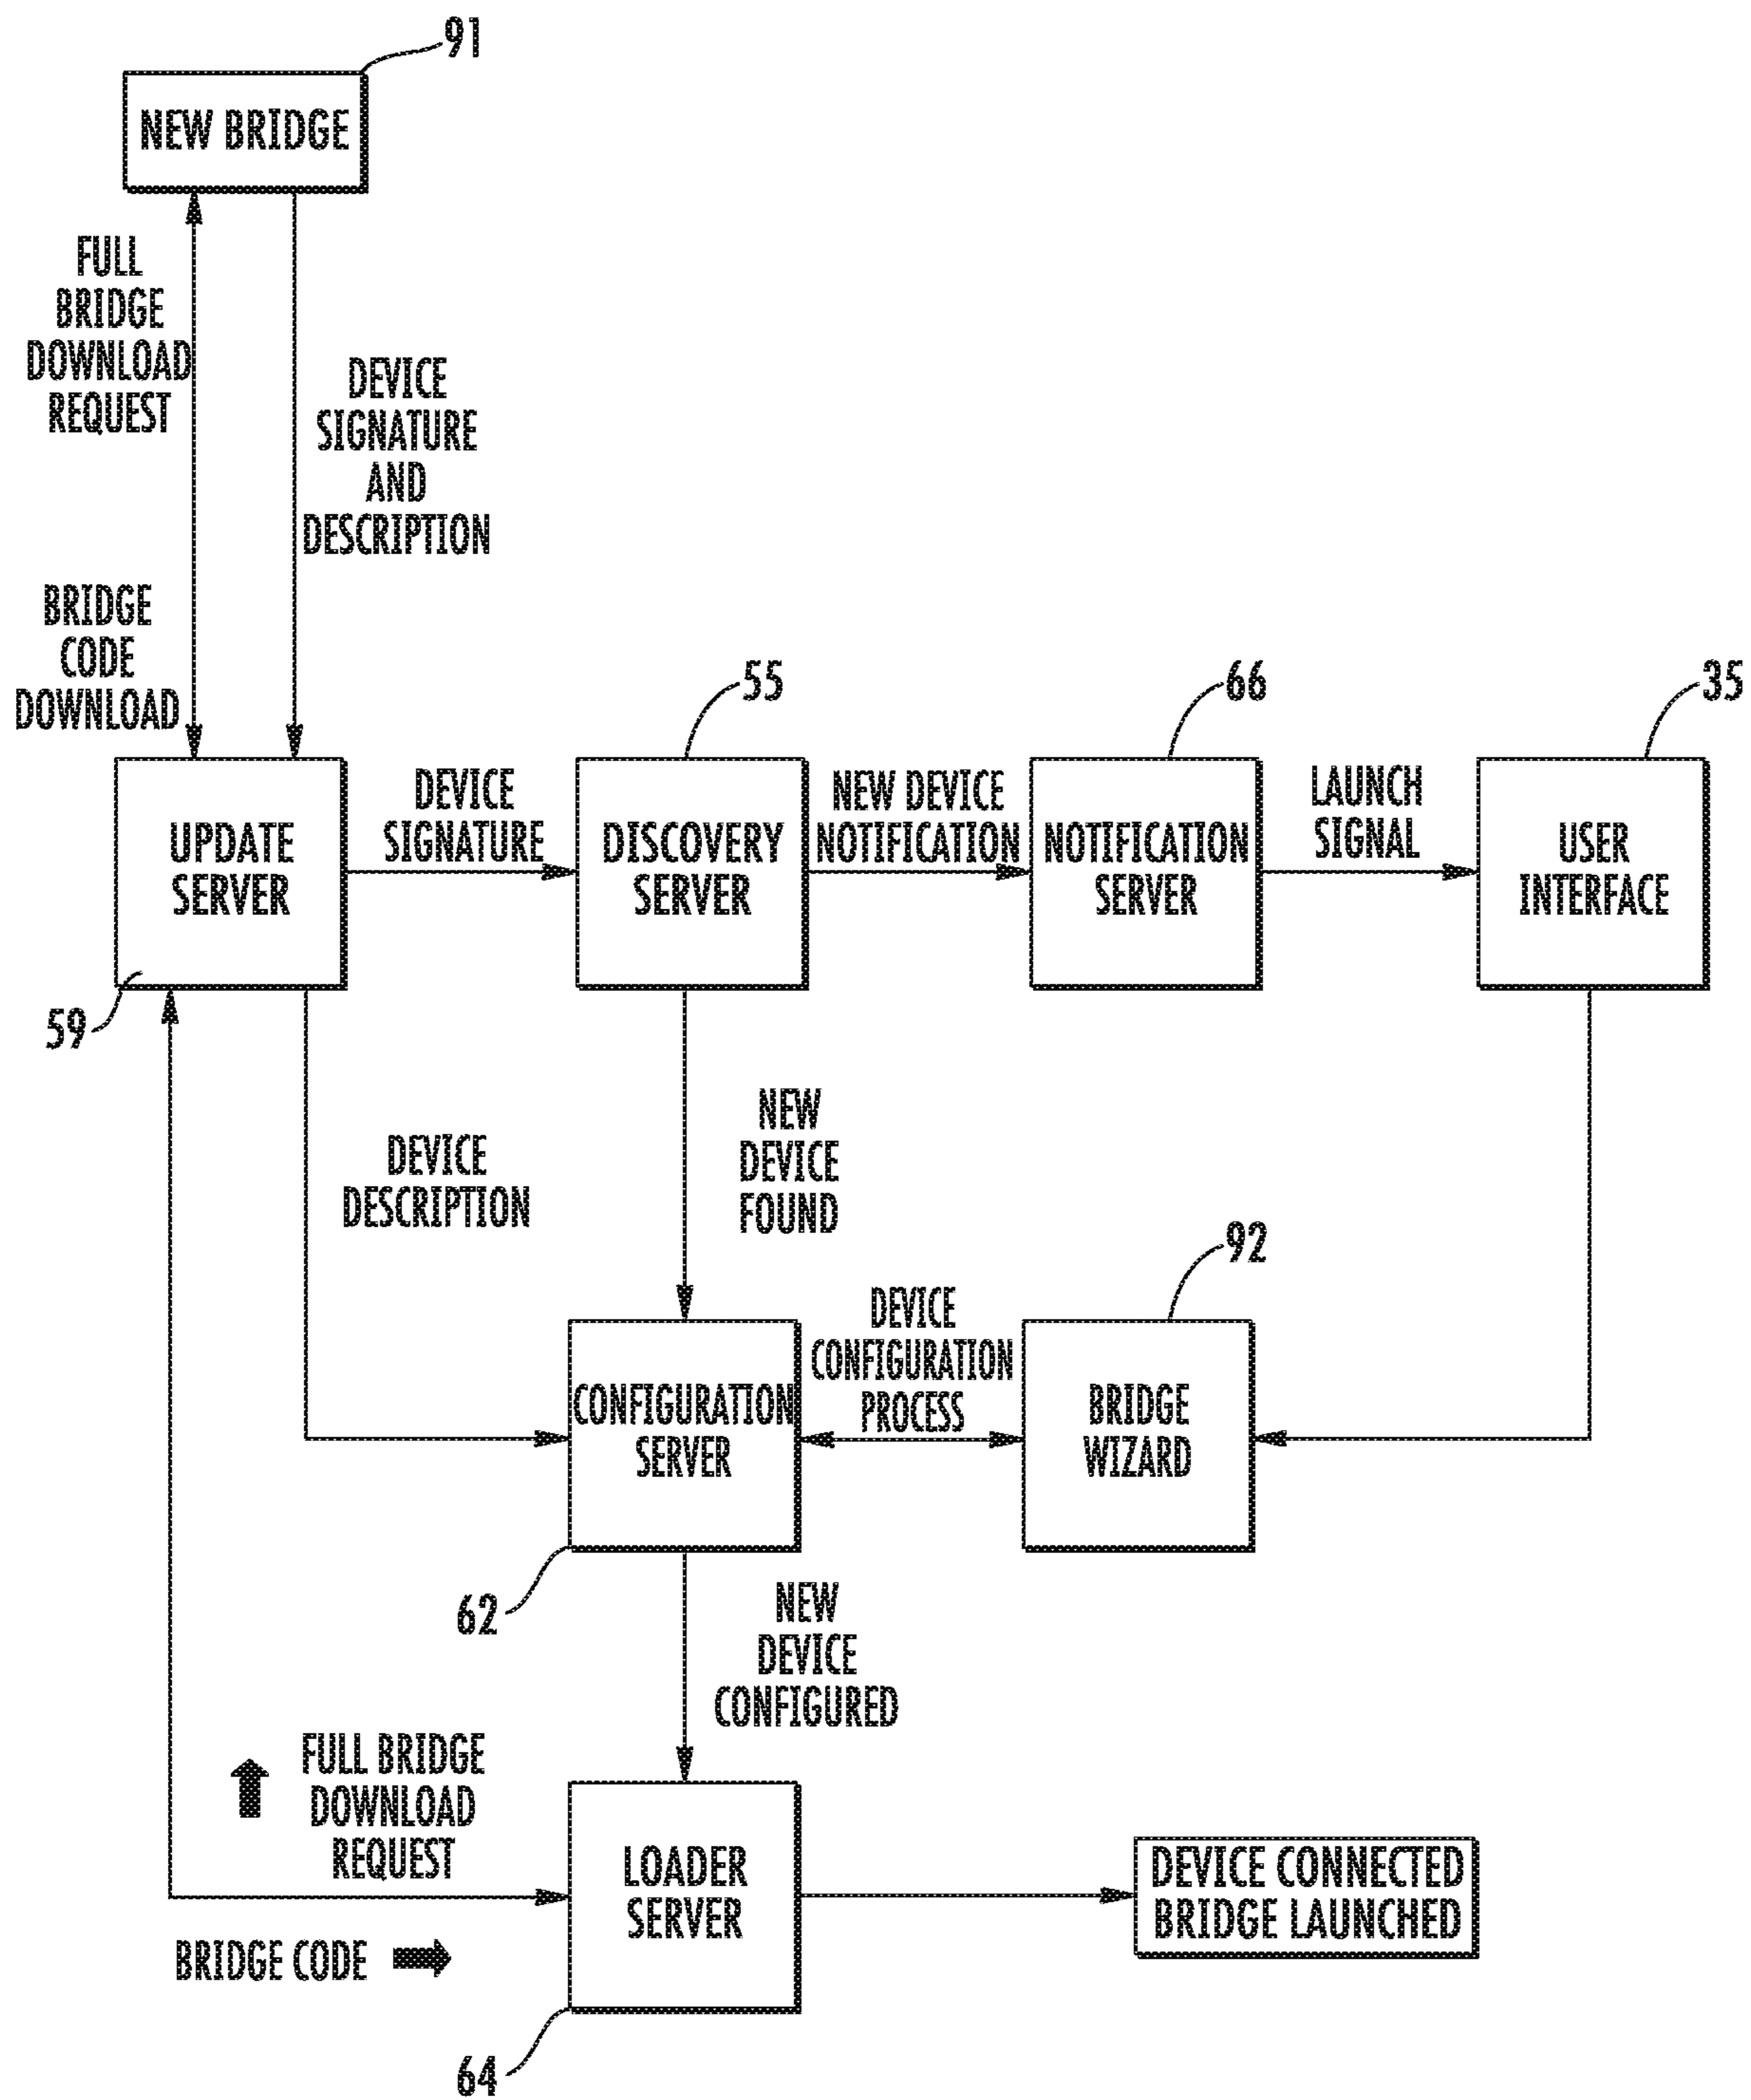 91
NEW BRIDGE
FULL
BRIDGE
DOWNLOAD
REQUEST
DEVICE
SIGNATURE
AND
DESCRIPTION
BRIDGE
CODE
DOWNLOAD
55
66
35
UPDATE
SERVER
59
DEVICE
SIGNATURE
DISCOVERY
SERVER
NEW DEVICE
NOTIFICATION
NOTIFICATION
SERVER
LAUNCH
SIGNAL
USER
INTERFACE
DEVICE
DESCRIPTION
NEW
DEVICE
FOUND
92
CONFIGURATION
SERVER
62
DEVICE
CONFIGURATION
PROCESS
BRIDGE
WIZARD
NEW
DEVICE
CONFIGURED
FULL BRIDGE
DOWNLOAD
REQUEST
BRIDGE CODE
LOADER
SERVER
64
DEVICE CONNECTED
BRIDGE LAUNCHED